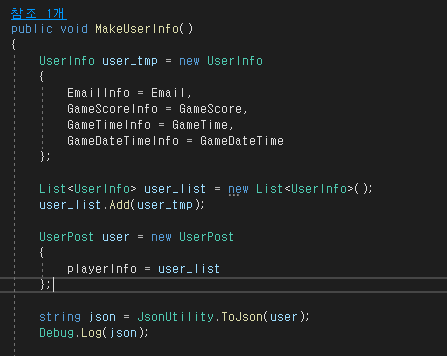 참조 1개
public void MakeUserInfo()
{
UserInfo user_tmp = new UserInfo
{
EmailInfo = Email,
GameScoreInfo = GameScore,
GameTimeInfo = GameTime,
GameDateTimeInfo = GameDateTime
};
List<UserInfo> user_list = new List<UserInfo>();
user_list.Add(user_tmp);
UserPost user = new UserPost
{
playerInfo = user_list
};
string json = JsonUtility.ToJson(user);
Debug.Log(json);